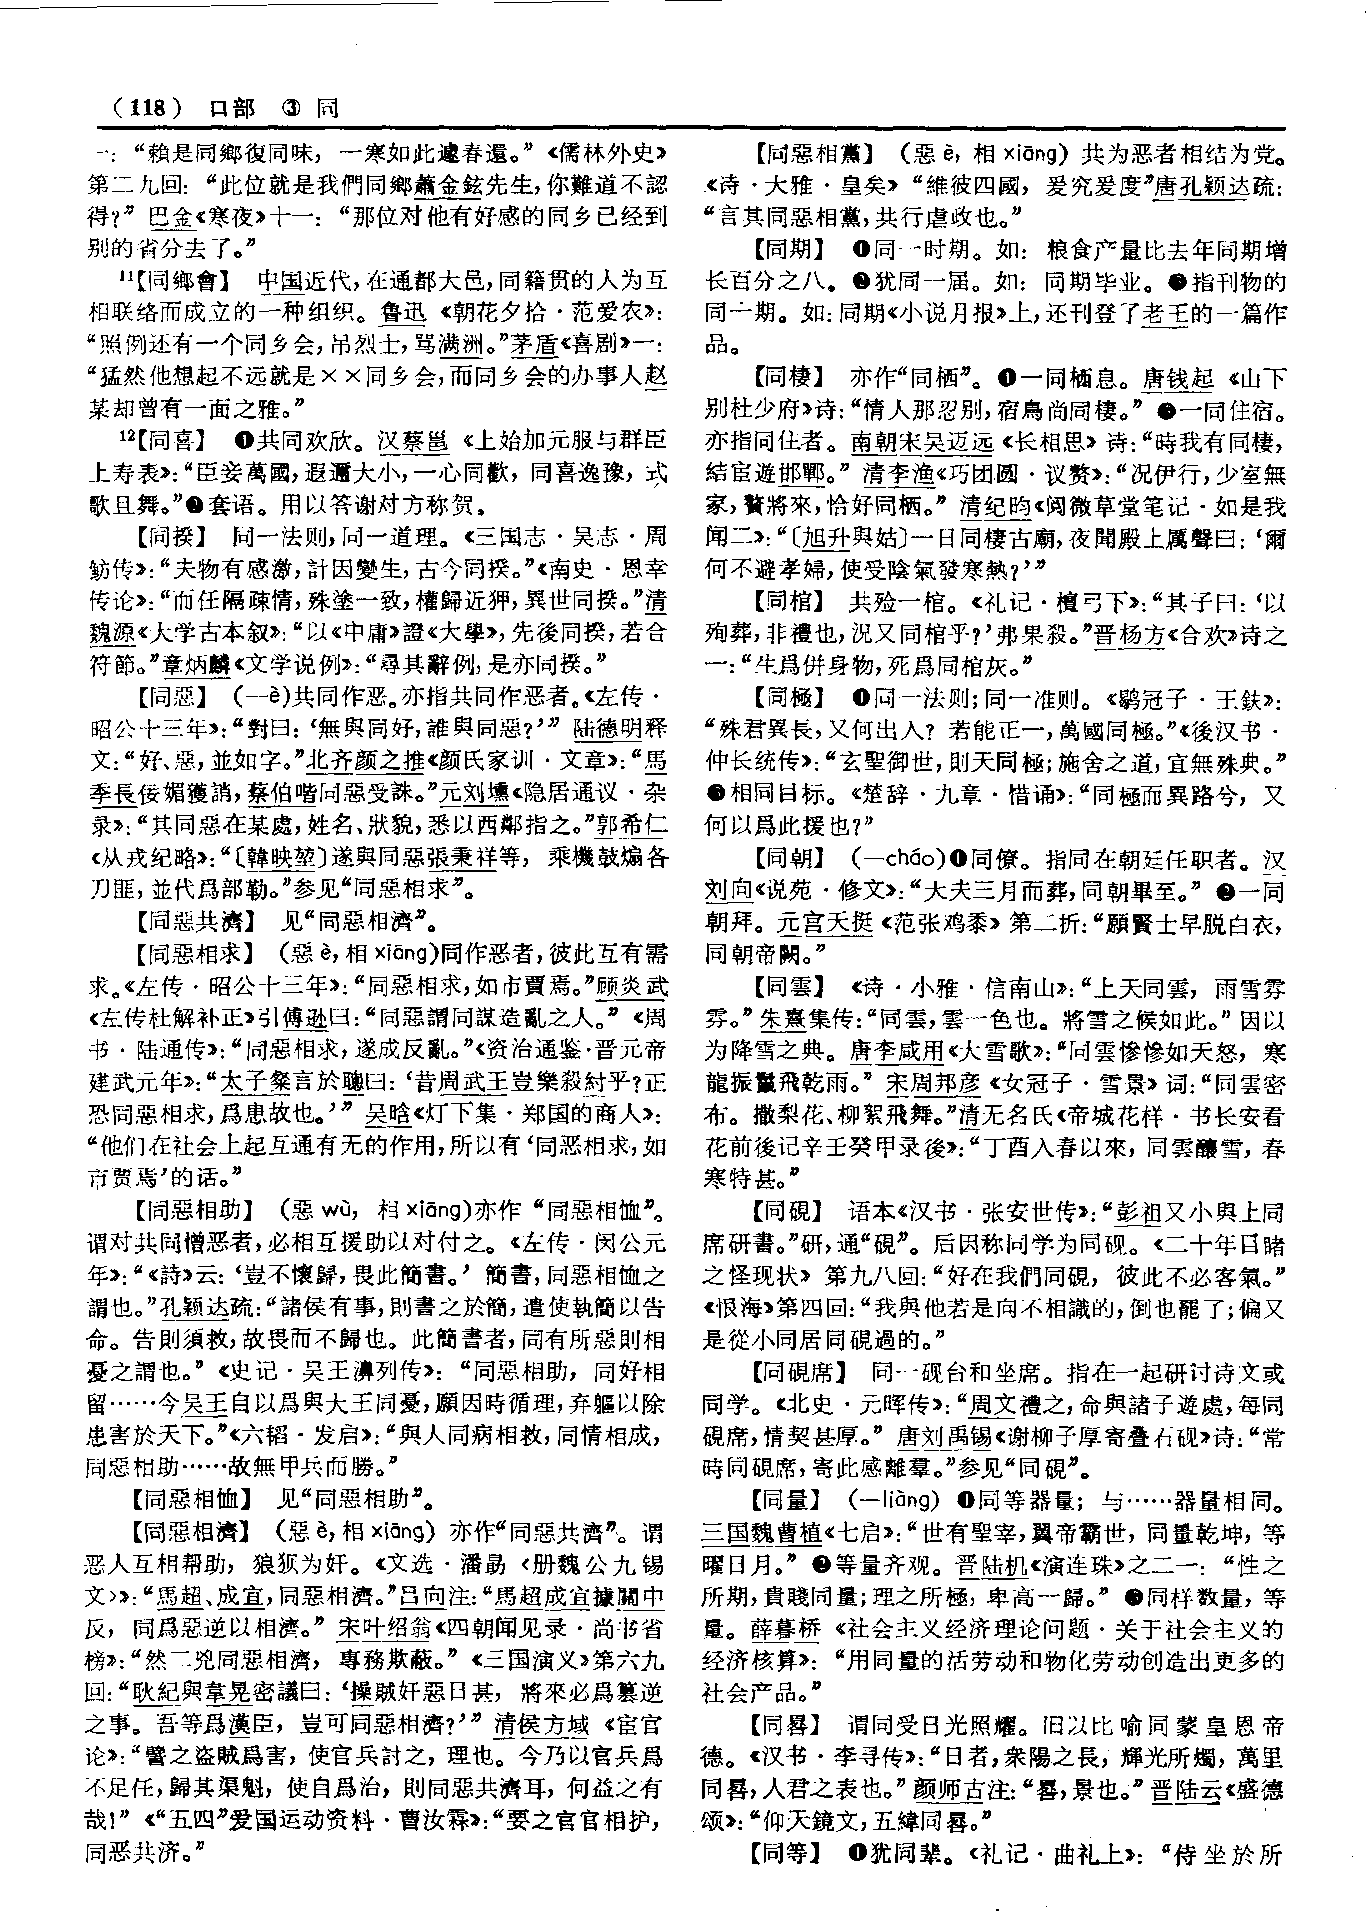 （118） 口部 ③ 同
一：“賴是同鄉復同味，一寒如此遽春還。”《儒林外史》
第二九回：“此位就是我們同鄉蕭金鉉先生，你難道不認
得？”巴金《寒夜》十一：“那位对他有好感的同乡已经到
别的省分去了。”
11【同鄉會】 中国近代，在通都大邑，同籍贯的人为互
相联络而成立的一种组织。鲁迅《朝花夕拾·范爱农》：
“照例还有一个同乡会，吊烈士，骂满洲。”茅盾《喜剧》一：
“猛然他想起不远就是××同乡会，而同乡会的办事人赵
某却曾有一面之雅。”
12【同喜】 ❶共同欢欣。汉蔡邕《上始加元服与群臣
上寿表》：“臣妾萬國，遐邇大小，一心同歡，同喜逸豫，式
歌且舞。”❷套语。用以答谢对方称贺。
【同揆】 同一法则，同一道理。《三国志·吴志·周
鲂传》：“夫物有感激，計因變生，古今同揆。”《南史·恩幸
传论》：“而任隔疎情，殊塗一致，權歸近狎，異世同揆。”清
魏源《大学古本叙》：“以《中庸》證《大學》，先後同揆，若合
符節。”章炳麟《文学说例》：“尋其辭例，是亦同揆。”
【同惡】 （—è）共同作恶。亦指共同作恶者。《左传·
昭公十三年》：“對曰：‘無與同好，誰與同惡？’”陆德明释
文：“好、惡，並如字。”北齐颜之推《颜氏家训·文章》：“馬
季長佞媚獲誚，蔡伯喈同惡受誅。”元刘壎《隐居通议·杂
录》：“其同惡在某處，姓名、狀貌，悉以西鄰指之。”郭希仁
《从戎纪略》：“〔韓映堃〕遂與同惡張秉祥等，乘機鼓煽各
刀匪，並代爲部勒。”参见“同惡相求”。
【同惡共濟】 见“同惡相濟”。
【同惡相求】 （惡è，相xiāng）同作恶者，彼此互有需
求。《左传·昭公十三年》：“同惡相求，如市賈焉。”顾炎武
《左传杜解补正》引傅遜曰：“同惡謂同謀造亂之人。”《周
书·陆通传》：“同惡相求，遂成反亂。”《资治通鉴·晋元帝
建武元年》：“太子粲言於聰曰：‘昔周武王豈樂殺紂乎？正
恐同惡相求，爲患故也。’”吴晗《灯下集·郑国的商人》：
“他们在社会上起互通有无的作用，所以有‘同恶相求，如
市贾焉’的话。”
【同惡相助】 （惡wù，相xiāng）亦作“同惡相恤”。
谓对共同憎恶者，必相互援助以对付之。《左传·闵公元
年》：“《詩》云：‘豈不懷歸，畏此簡書。’簡書，同惡相恤之
謂也。”孔颖达疏：“諸侯有事，則書之於簡，遣使執簡以告
命。告則須救，故畏而不歸也。此簡書者，同有所惡則相
憂之謂也。”《史记·吴王濞列传》：“同惡相助，同好相
留……今吴王自以爲與大王同憂，願因時循理，弃軀以除
患害於天下。”《六韬·发启》：“與人同病相救，同情相成，
同惡相助……故無甲兵而勝。”
【同惡相恤】 见“同惡相助”。
【同惡相濟】 （惡è，相xiāng）亦作“同惡共濟”。谓
恶人互相帮助，狼狈为奸。《文选·潘勗〈册魏公九锡
文〉》：“馬超、成宜，同惡相濟。”吕向注：“馬超成宜據關中
反，同爲惡逆以相濟。”宋叶绍翁《四朝闻见录·尚书省
榜》：“然二兇同惡相濟，專務欺蔽。”《三国演义》第六九
回：“耿紀與韋晃密議曰：‘操賊奸惡日甚，將來必爲篡逆
之事。吾等爲漢臣，豈可同惡相濟？’”清侯方域《宦官
论》：“譬之盗賊爲害，使官兵討之，理也。今乃以官兵爲
不足任，歸其渠魁，使自爲治，則同惡共濟耳，何益之有
哉！”《“五四”爱国运动资料·曹汝霖》：“要之官官相护，
同恶共济。”
【同惡相黨】 （惡è，相xiāng）共为恶者相结为党。
《诗·大雅·皇矣》“維彼四國，爰究爰度”唐孔颖达疏：
“言其同惡相黨，共行虐政也。”
【同期】 ❶同一时期。如：粮食产量比去年同期增
长百分之八。❷犹同一届。如：同期毕业。❸指刊物的
同一期。如：同期《小说月报》上，还刊登了老王的一篇作
品。
【同棲】 亦作“同栖”。❶一同栖息。唐钱起《山下
别杜少府》诗：“情人那忍别，宿鳥尚同棲。”❷一同住宿。
亦指同住者。南朝宋吴迈远《长相思》诗：“時我有同棲，
結宦遊邯鄲。”清李渔《巧团圆·议赘》：“况伊行，少室無
家，贅將來，恰好同栖。”清纪昀《阅微草堂笔记·如是我
闻二》：“〔旭升與姑〕一日同棲古廟，夜聞殿上厲聲曰：‘爾
何不避孝婦，使受陰氣發寒熱？’”
【同棺】 共殓一棺。《礼记·檀弓下》：“其子曰：‘以
殉葬，非禮也，況又同棺乎？’弗果殺。”晋杨方《合欢》诗之
一：“生爲併身物，死爲同棺灰。”
【同極】 ❶同一法则；同一准则。《鹖冠子·王鈇》：
“殊君異長，又何出入？若能正一，萬國同極。”《後汉书·
仲长统传》：“玄聖御世，則天同極；施舍之道，宜無殊典。”
❷相同目标。《楚辞·九章·惜诵》：“同極而異路兮，又
何以爲此援也？”
【同朝】 （—cháo）❶同僚。指同在朝廷任职者。汉
刘向《说苑·修文》：“大夫三月而葬，同朝畢至。”❷一同
朝拜。元宫天挺《范张鸡黍》第二折：“願賢士早脱白衣，
同朝帝闕。”
【同雲】 《诗·小雅·信南山》：“上天同雲，雨雪雰
雰。”朱熹集传：“同雲，雲一色也。將雪之候如此。”因以
为降雪之典。唐李咸用《大雪歌》：“同雲慘慘如天怒，寒
龍振鬣飛乾雨。”宋周邦彦《女冠子·雪景》词：“同雲密
布。撒梨花、柳絮飛舞。”清无名氏《帝城花样·书长安看
花前後记辛壬癸甲录後》：“丁酉入春以來，同雲釀雪，春
寒特甚。”
【同硯】 语本《汉书·张安世传》：“彭祖又小與上同
席研書。”研，通“硯”。后因称同学为同砚。《二十年目睹
之怪现状》第九八回：“好在我們同硯，彼此不必客氣。”
《恨海》第四回：“我與他若是向不相識的，倒也罷了；偏又
是從小同居同硯過的。”
【同硯席】 同一砚台和坐席。指在一起研讨诗文或
同学。《北史·元晖传》：“周文禮之，命與諸子遊處，每同
硯席，情契甚厚。”唐刘禹锡《谢柳子厚寄叠石砚》诗：“常
時同硯席，寄此感離羣。”参见“同硯”。
【同量】 （—liàng）❶同等器量；与……器量相同。
三国魏曹植《七启》：“世有聖宰，翼帝霸世，同量乾坤，等
曜日月。”❷等量齐观。晋陆机《演连珠》之二一：“性之
所期，貴賤同量；理之所極，卑高一歸。”❸同样数量，等
量。薛暮桥《社会主义经济理论问题·关于社会主义的
经济核算》：“用同量的活劳动和物化劳动创造出更多的
社会产品。”
【同晷】 谓同受日光照耀。旧以比喻同蒙皇恩帝
德。《汉书·李寻传》：“日者，衆陽之長，輝光所燭，萬里
同晷，人君之表也。”颜师古注：“晷，景也。”晋陆云《盛德
颂》：“仰天鏡文，五緯同晷。”
【同等】 ❶犹同辈。《礼记·曲礼上》：“侍坐於所